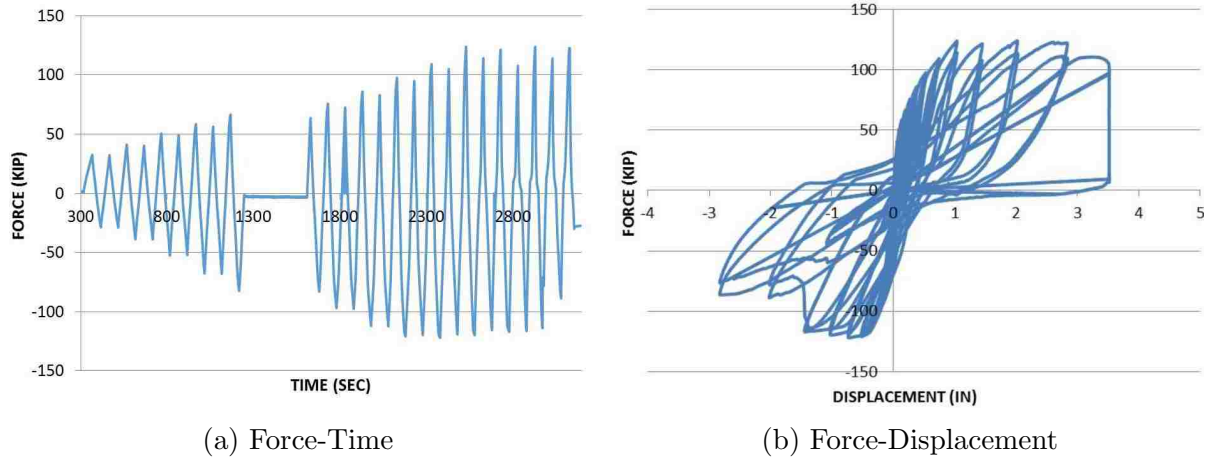 150
100
50
0
-50
-100
-150
300 800 1300 1800 2300 2800
FORCE (KIP)
TIME (SEC)
(a) Force-Time
150
100
50
0
-50
-100
-150
-4 -3 -2 -1 0 1 2 3 4 5
FORCE (KIP)
DISPLACEMENT (IN)
(b) Force-Displacement